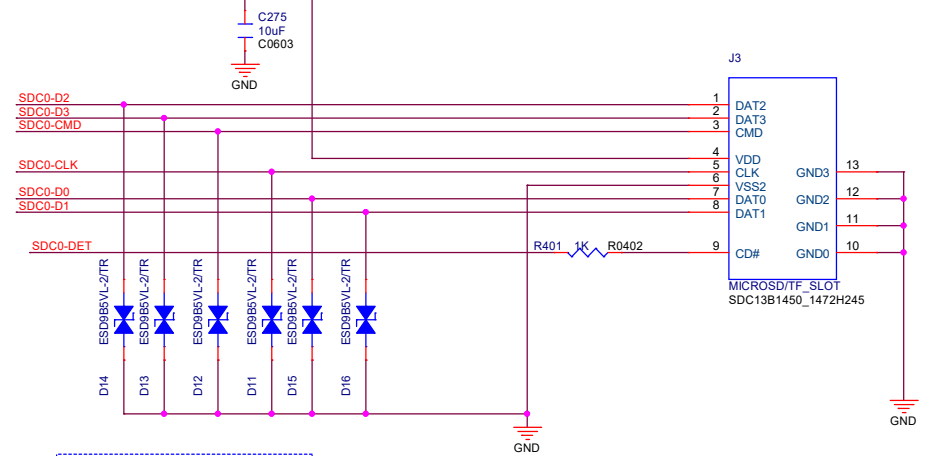 C275
10uF
C0603
GND
J3
SDC0-D2
1
DAT2
SDC0-D3
2
DAT3
SDC0-CMD
3
CMD
4
VDD
SDC0-CLK
5
CLK
GND3
13
6
VSS2
SDC0-D0
7
DAT0
GND2
12
SDC0-D1
8
DAT1
GND1
11
SDC0-DET
R401
1K
R0402
9
CD#
GND0
10
MICROSD/TF_SLOT
SDC13B1450_1472H245
ESD9B5VL-2/TR
ESD9B5VL-2/TR
ESD9B5VL-2/TR
ESD9B5VL-2/TR
ESD9B5VL-2/TR
ESD9B5VL-2/TR
D14
D13
D12
D11
D15
D16
GND
GND